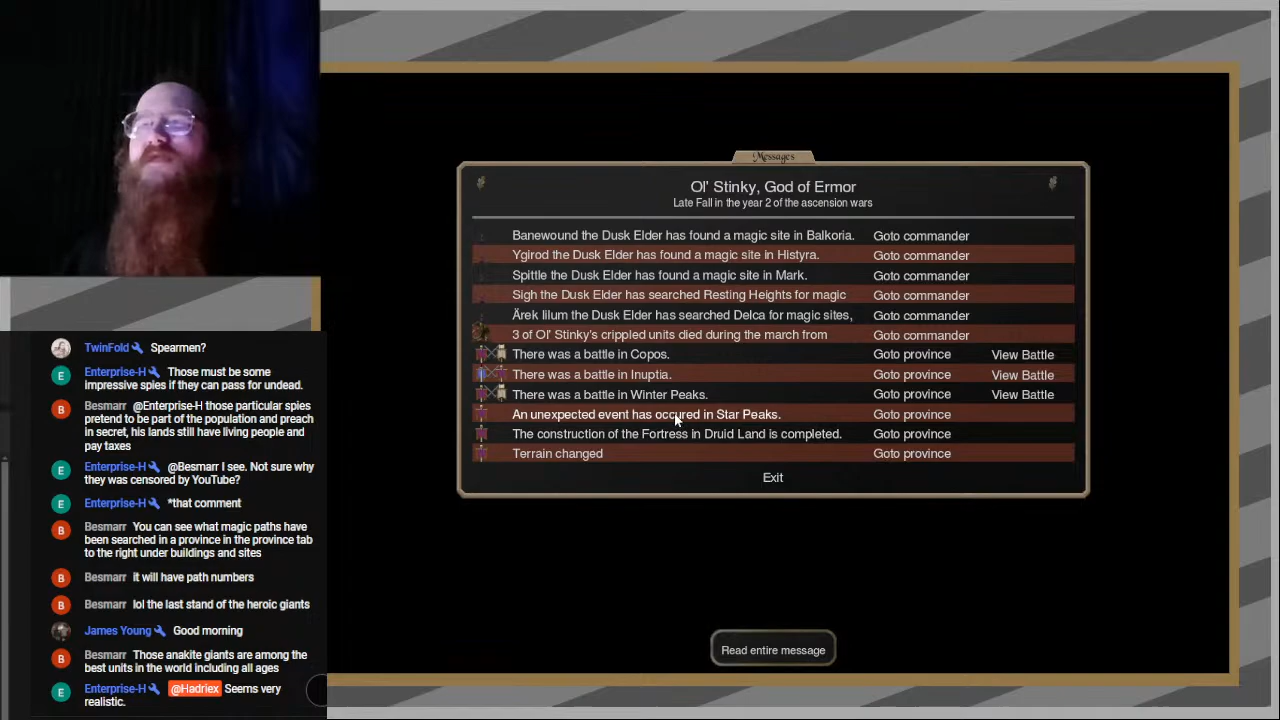 Messages
Ol' Stinky, God of Ermor
Late Fall in the year 2 of the ascension wars
Banewound the Dusk Elder has found a magic site in Balkoria. Goto commander
Ygirod the Dusk Elder has found a magic site in Histyra. Goto commander
Spittle the Dusk Elder has found a magic site in Mark. Goto commander
Sigh the Dusk Elder has searched Resting Heights for magic Goto commander
Ärek Iilum the Dusk Elder has searched Delca for magic sites, Goto commander
3 of Ol' Stinky's crippled units died during the march from Goto commander
There was a battle in Copos. Goto province View Battle
There was a battle in Inuptia. Goto province View Battle
There was a battle in Winter Peaks. Goto province View Battle
An unexpected event has occured in Star Peaks. Goto province
The construction of the Fortress in Druid Land is completed. Goto province
Terrain changed Goto province
Exit
Read entire message
TwinFold Spearmen?
E Enterprise-H Those must be some
impressive spies if they can pass for undead.
B Besmarr @Enterprise-H those particular spies
pretend to be part of the population and preach
in secret, his lands still have living people and
pay taxes
E Enterprise-H @Besmarr I see. Not sure why
they was censored by YouTube?
E Enterprise-H *that comment
B Besmarr You can see what magic paths have
been searched in a province in the province tab
to the right under buildings and sites
B Besmarr it will have path numbers
B Besmarr lol the last stand of the heroic giants
James Young Good morning
B Besmarr Those anakite giants are among the
best units in the world including all ages
E Enterprise-H @Hadriex Seems very
realistic.